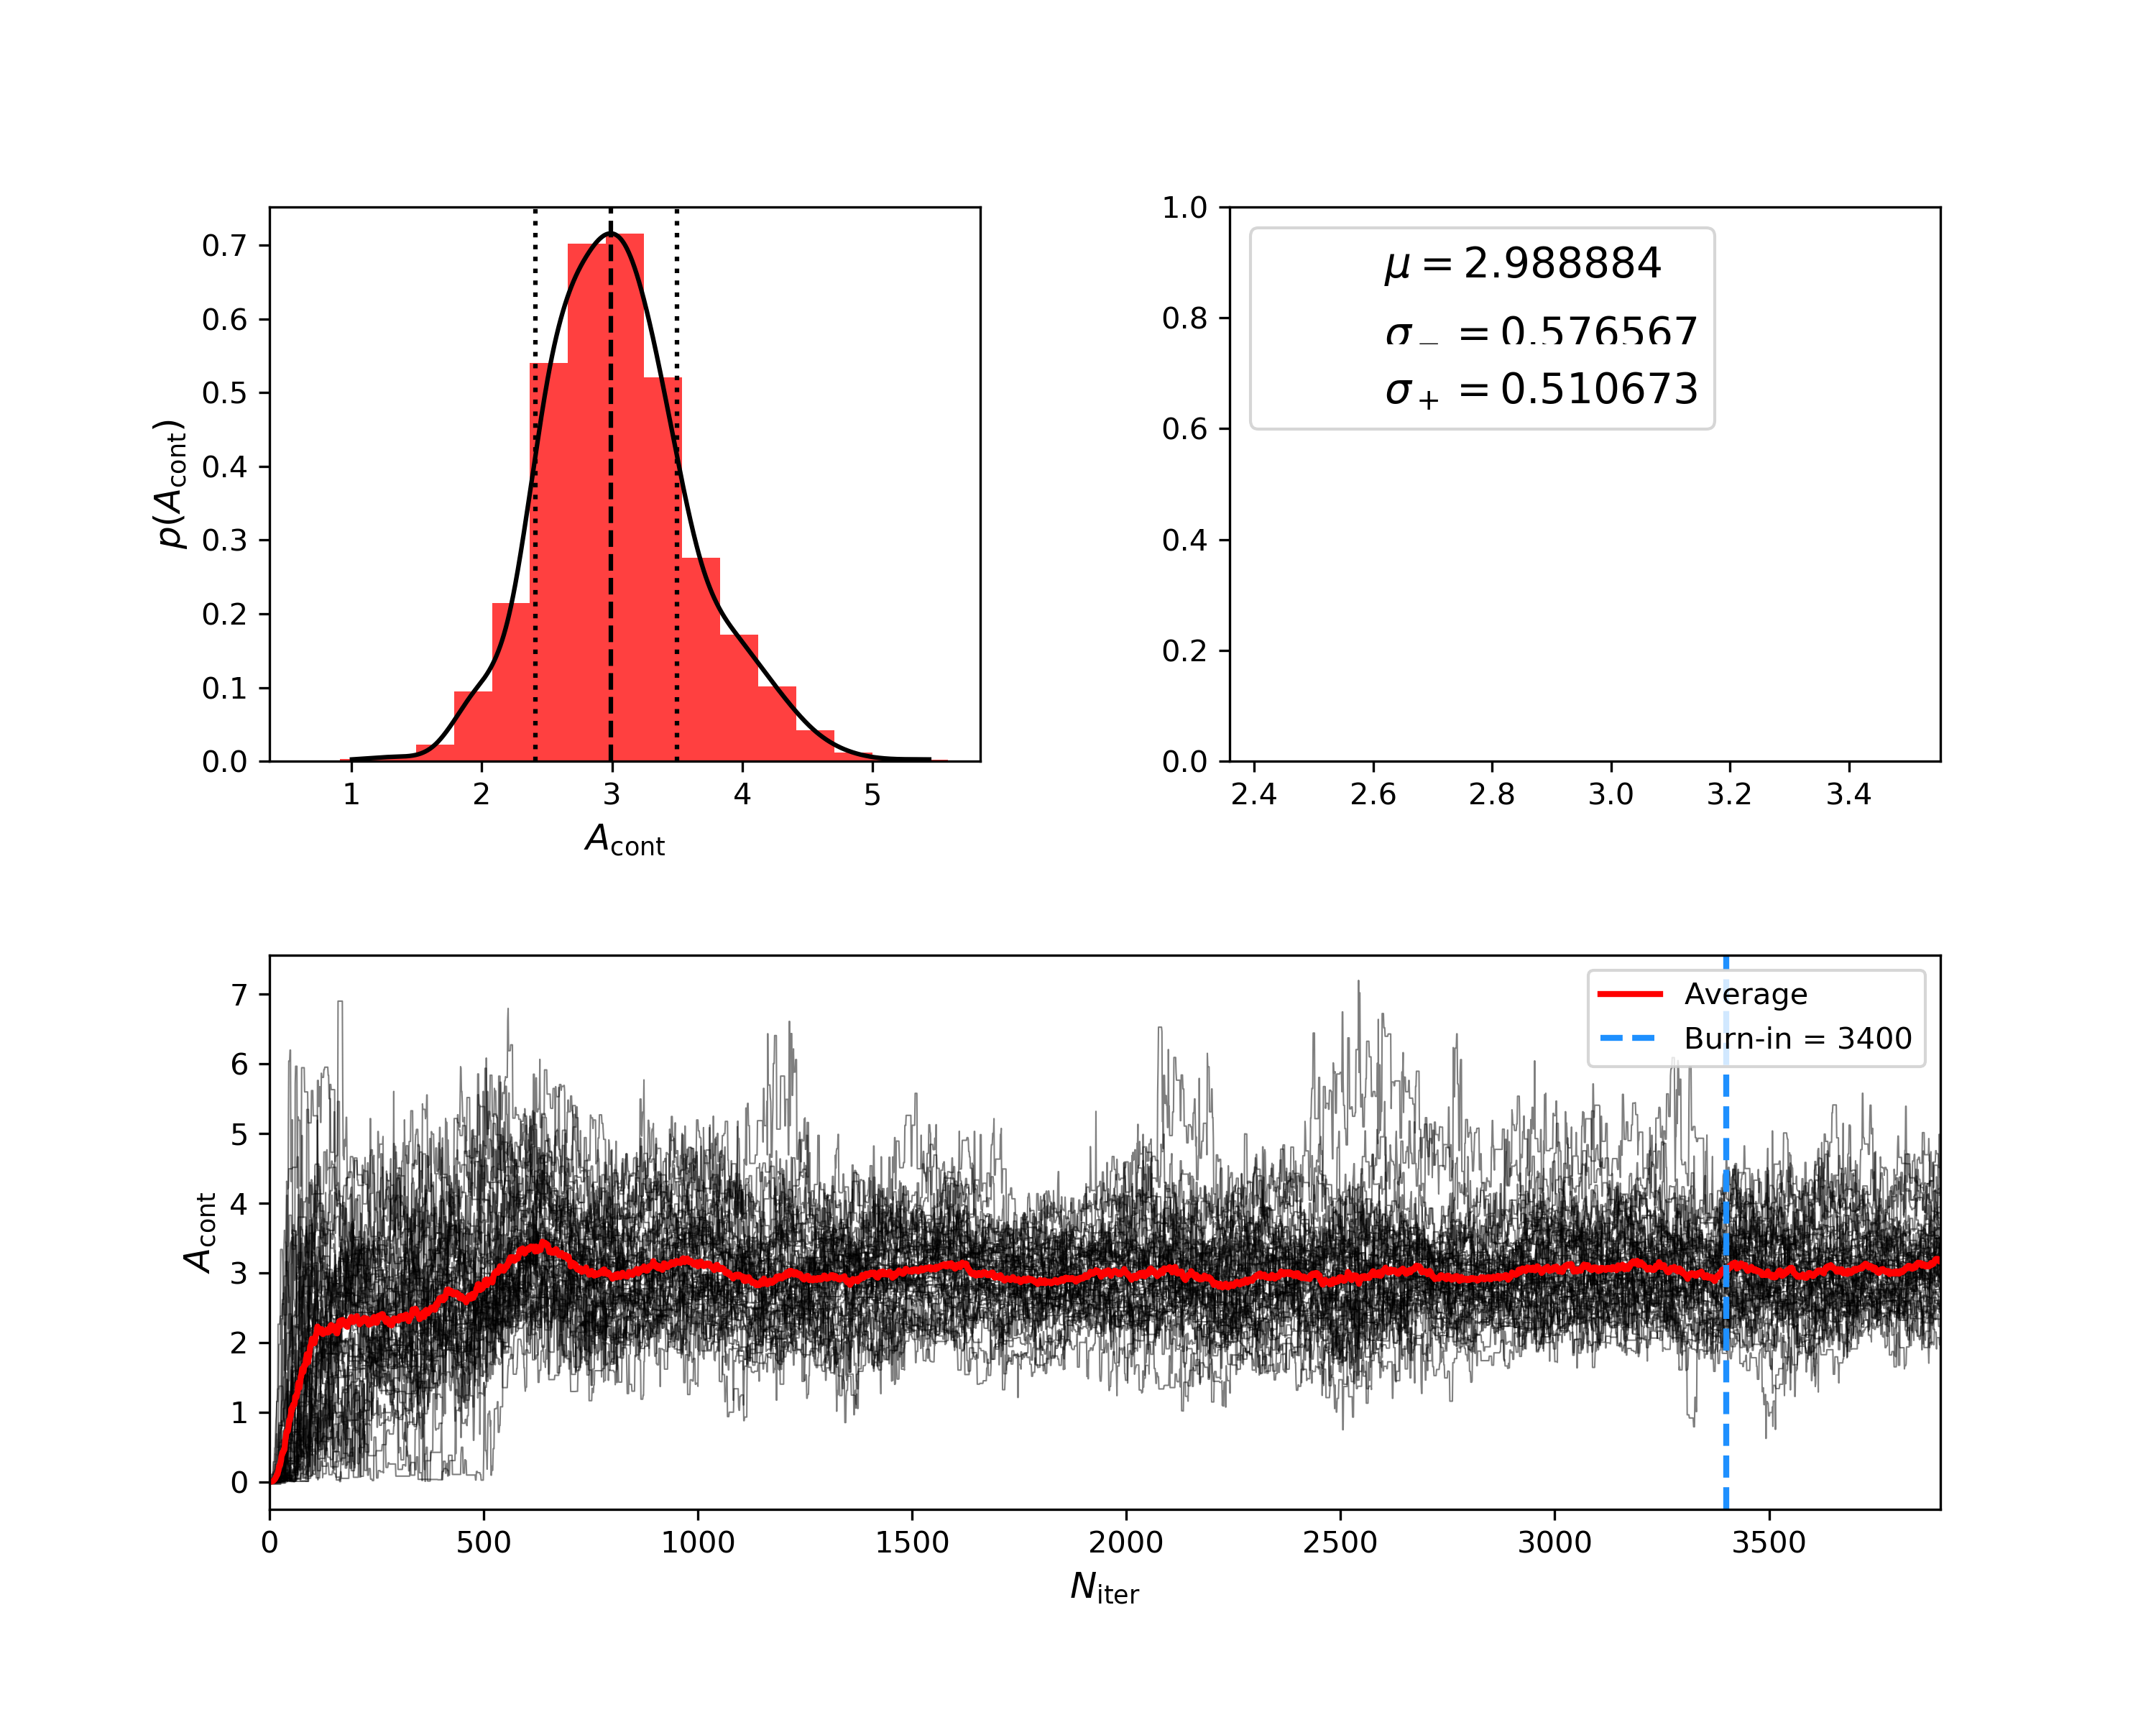 0.7
0.6
0.5
0.4
0.3
0.2
0.1
0.0
p(A_cont)
1 2 3 4 5
A_cont
1.0
0.8
0.6
0.4
0.2
0.0
μ = 2.988884
σ_− = 0.576567
σ_+ = 0.510673
2.4 2.6 2.8 3.0 3.2 3.4
7
6
5
4
3
2
1
0
A_cont
Average
Burn-in = 3400
0 500 1000 1500 2000 2500 3000 3500
N_iter